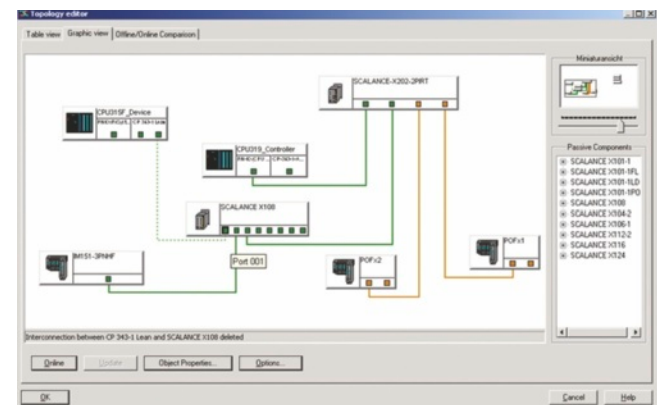 Topology editor
Table view
Graphic view
Offline/Online Comparison
Miniaturansicht
SCALANCE-X202-2PIRT
CPU315F_Device
CPU319_Controller
SCALANCE X108
Port 001
IM151-3PNHF
POFx2
POFx1
Passive Components
SCALANCE X101-1
SCALANCE X101-1FL
SCALANCE X101-1LD
SCALANCE X101-1PD
SCALANCE X108
SCALANCE X104-2
SCALANCE X106-1
SCALANCE X112-2
SCALANCE X116
SCALANCE X124
Interconnection between CP 343-1 Lean and SCALANCE X108 deleted
Online
Update
Object Properties...
Options...
OK
Cancel
Help